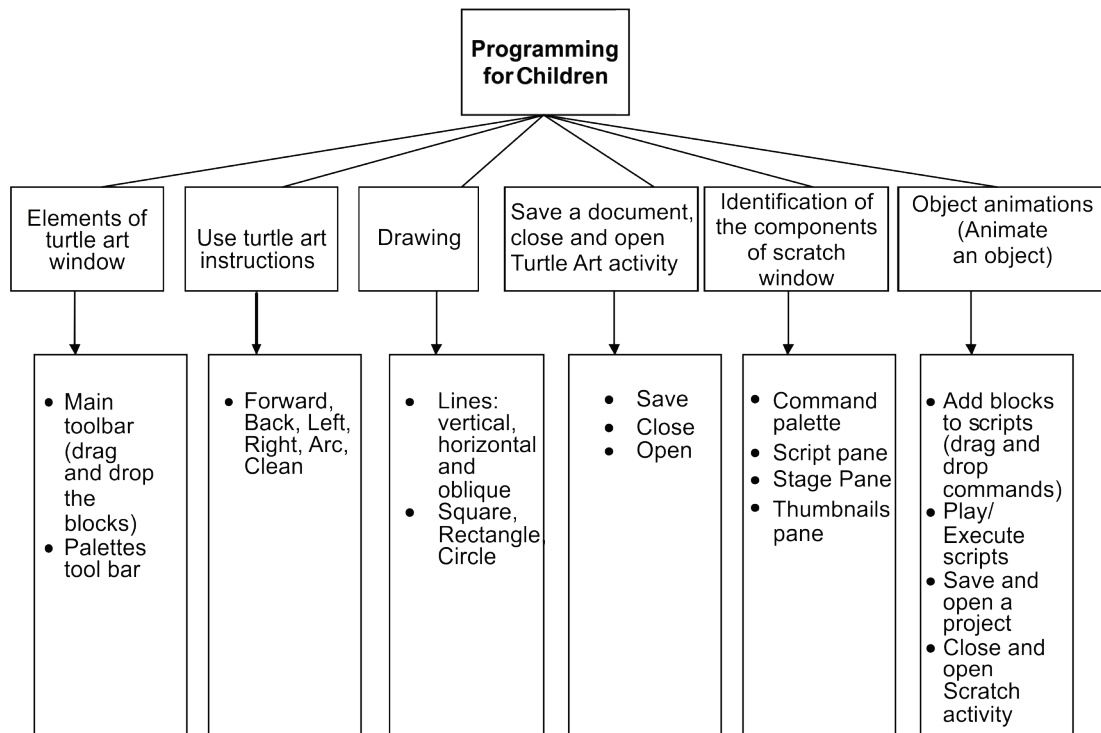 Programming
for Children
Elements of
turtle art
window
Use turtle art
instructions
Drawing
Save a document,
close and open
Turtle Art activity
Identification of
the components
of scratch
window
Object animations
(Animate
an object)
• Main
toolbar
(drag
and drop
the
blocks)
• Palettes
tool bar
• Forward,
Back, Left,
Right, Arc,
Clean
• Lines:
vertical,
horizontal
and
oblique
• Square,
Rectangle,
Circle
• Save
• Close
• Open
• Command
palette
• Script pane
• Stage Pane
• Thumbnails
pane
• Add blocks
to scripts
(drag and
drop
commands)
• Play/
Execute
scripts
• Save and
open a
project
• Close and
open
Scratch
activity